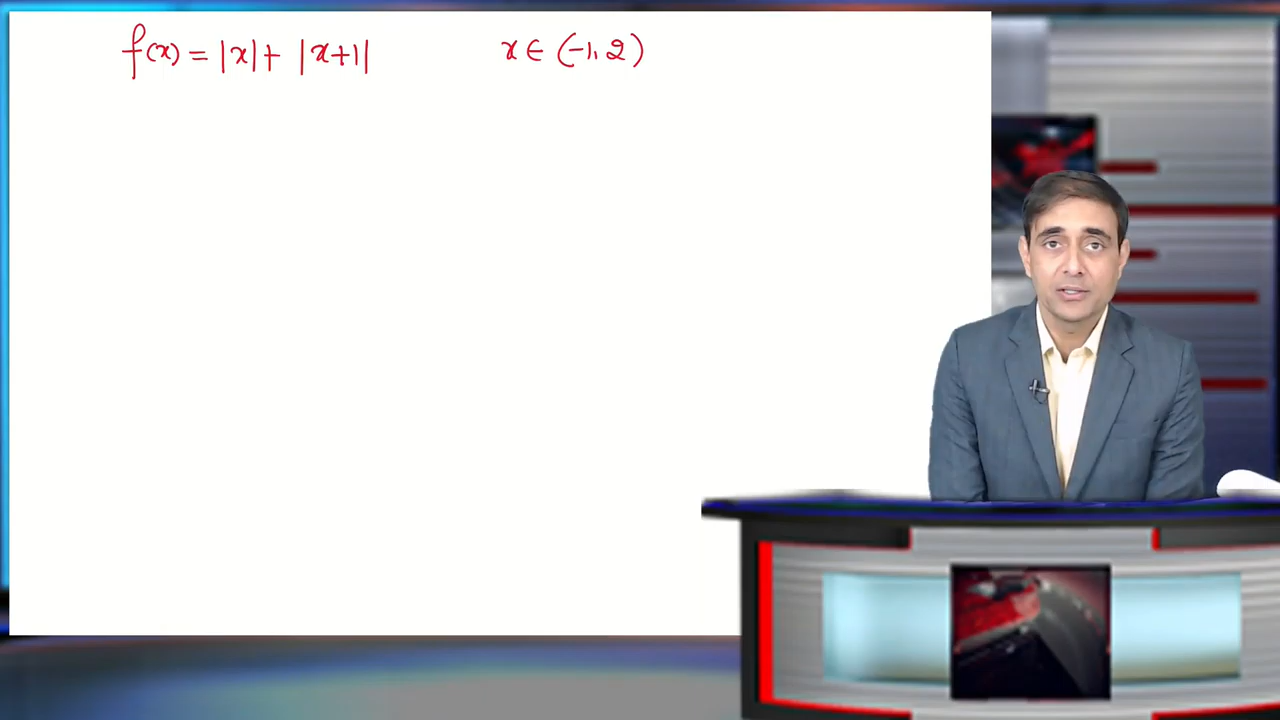 f(x) = |x| + |x+1| x ∈ (-1, 2)